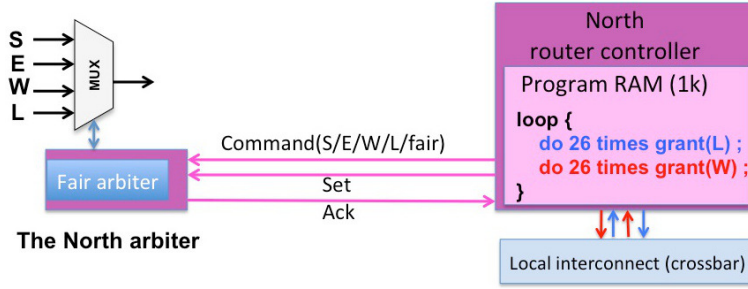 S
E
W
L
MUX
Fair arbiter
The North arbiter
Command(S/E/W/L/fair)
Set
Ack
North
router controller
Program RAM (1k)
loop {
do 26 times grant(L) ;
do 26 times grant(W) ;
}
Local interconnect (crossbar)